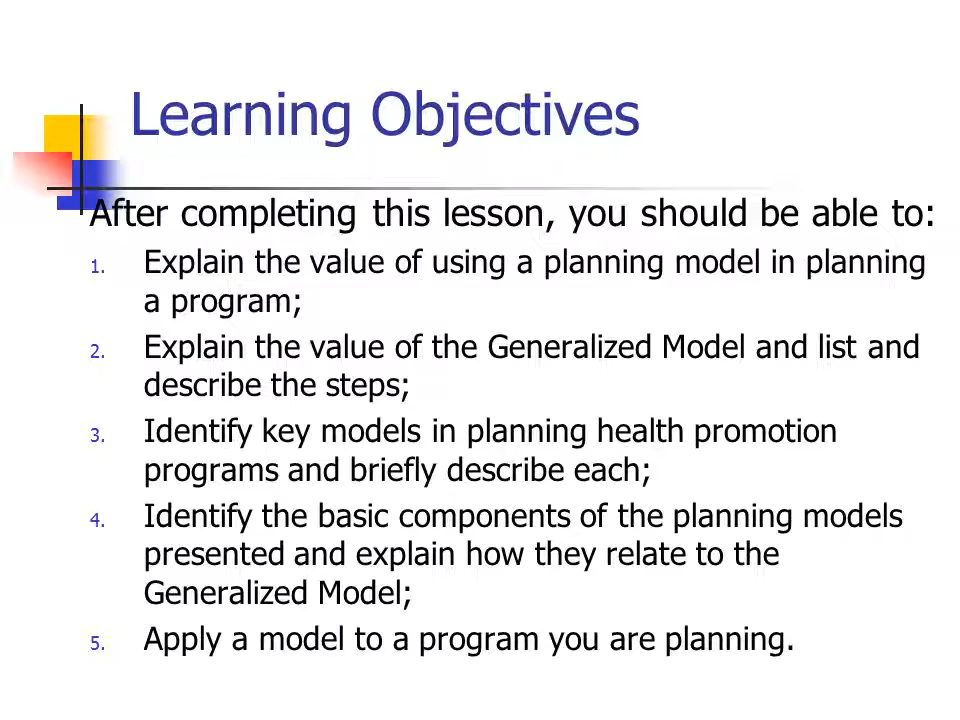 Learning Objectives
After completing this lesson, you should be able to:
1. Explain the value of using a planning model in planning
a program;
2. Explain the value of the Generalized Model and list and
describe the steps;
3. Identify key models in planning health promotion
programs and briefly describe each;
4. Identify the basic components of the planning models
presented and explain how they relate to the
Generalized Model;
5. Apply a model to a program you are planning.